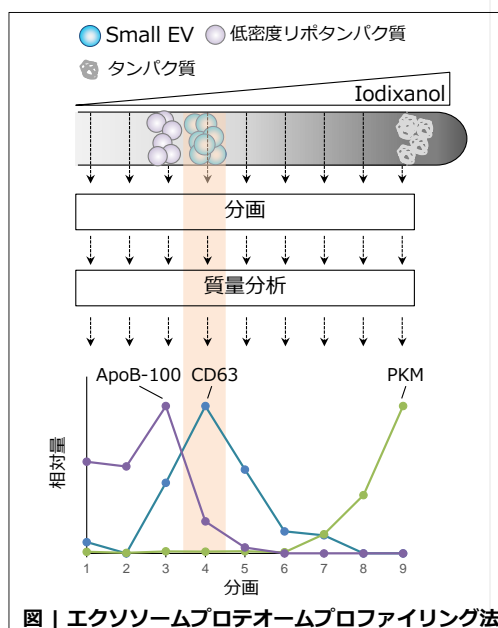 Small EV 低密度リポタンパク質
タンパク質
Iodixanol
分画
質量分析
ApoB-100 CD63 PKM
相対量
1 2 3 4 5 6 7 8 9
分画
図 | エクソソームプロテオームプロファイリング法